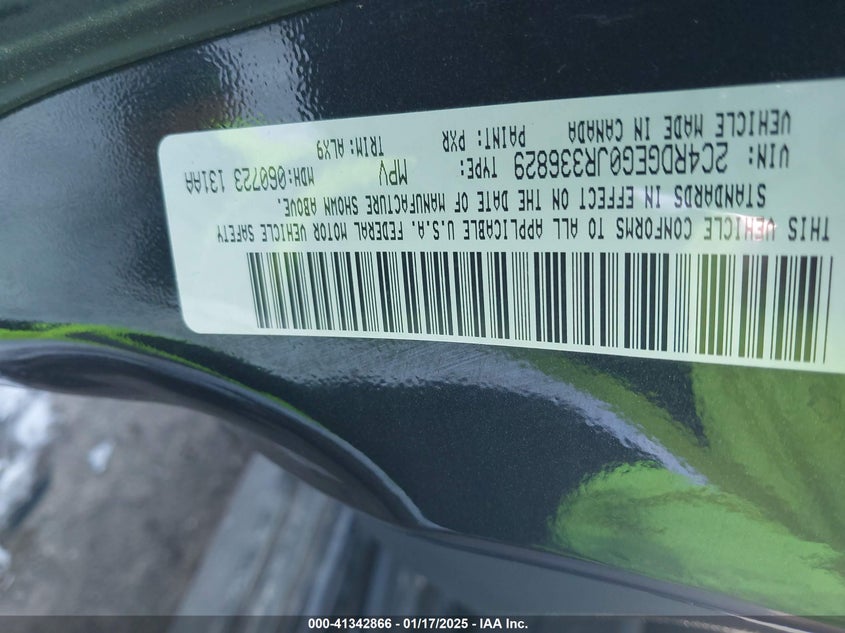 THIS VEHICLE CONFORMS TO ALL APPLICABLE U.S.A. FEDERAL MOTOR VEHICLE SAFETY
STANDARDS IN EFFECT ON THE DATE OF MANUFACTURE SHOWN ABOVE.
VIN: 2C4RDGEG0JR336829 TYPE: MPV MDH: 060723 131AA
VEHICLE MADE IN CANADA PAINT: PXR TRIM: ALX9
000-41342866 - 01/17/2025 - IAA Inc.